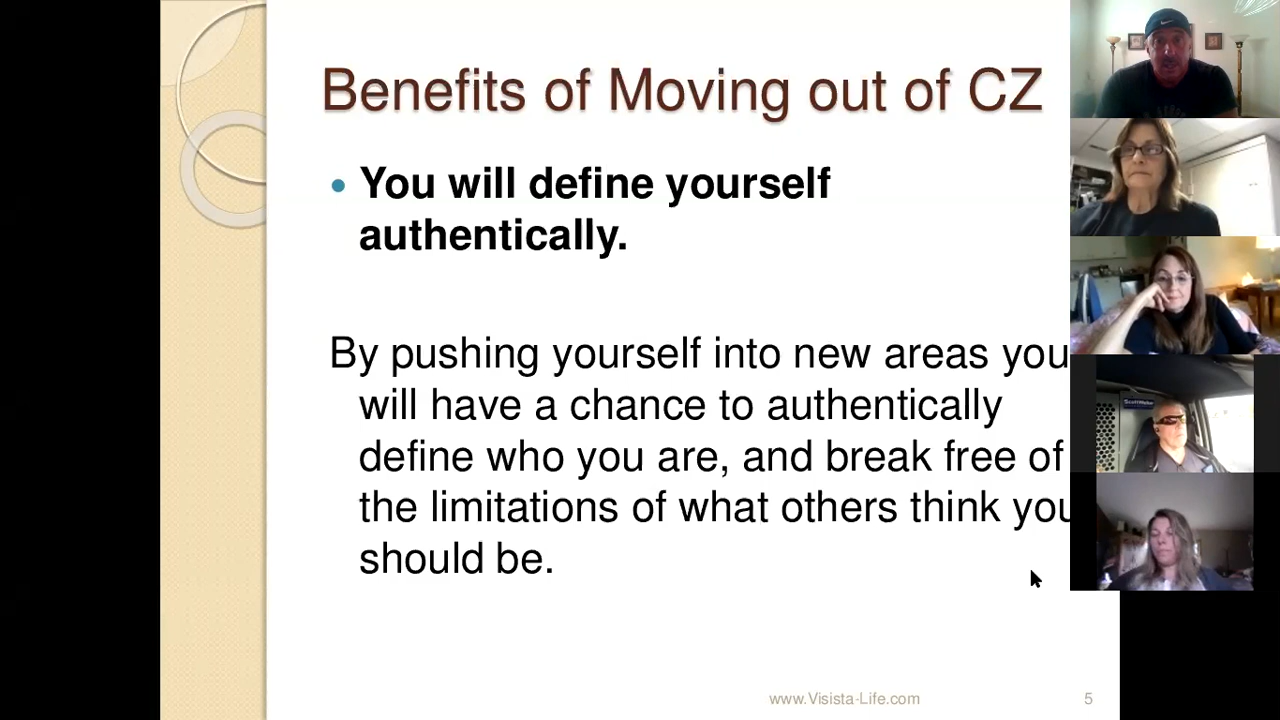 Benefits of Moving out of CZ
• You will define yourself
authentically.
By pushing yourself into new areas you
will have a chance to authentically
define who you are, and break free of
the limitations of what others think you
should be.
www.Visista-Life.com
5